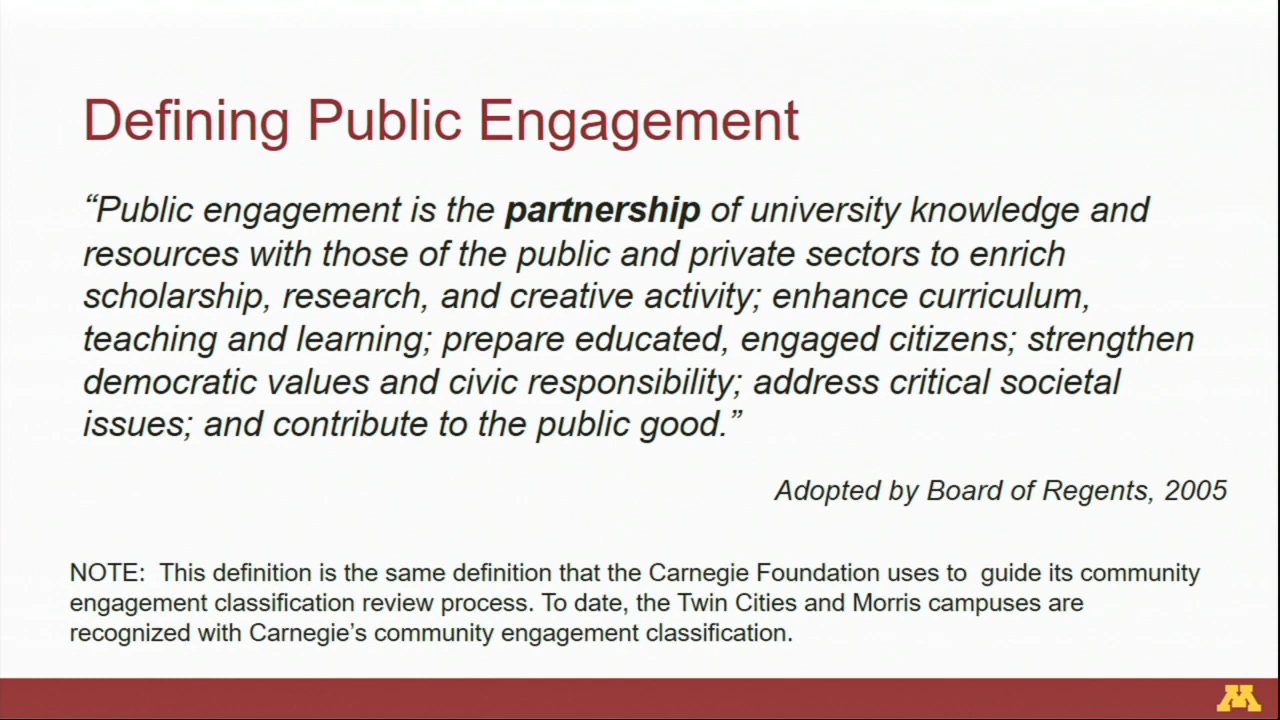 Defining Public Engagement
“Public engagement is the partnership of university knowledge and
resources with those of the public and private sectors to enrich
scholarship, research, and creative activity; enhance curriculum,
teaching and learning; prepare educated, engaged citizens; strengthen
democratic values and civic responsibility; address critical societal
issues; and contribute to the public good.”
Adopted by Board of Regents, 2005
NOTE:  This definition is the same definition that the Carnegie Foundation uses to  guide its community
engagement classification review process. To date, the Twin Cities and Morris campuses are
recognized with Carnegie’s community engagement classification.
M